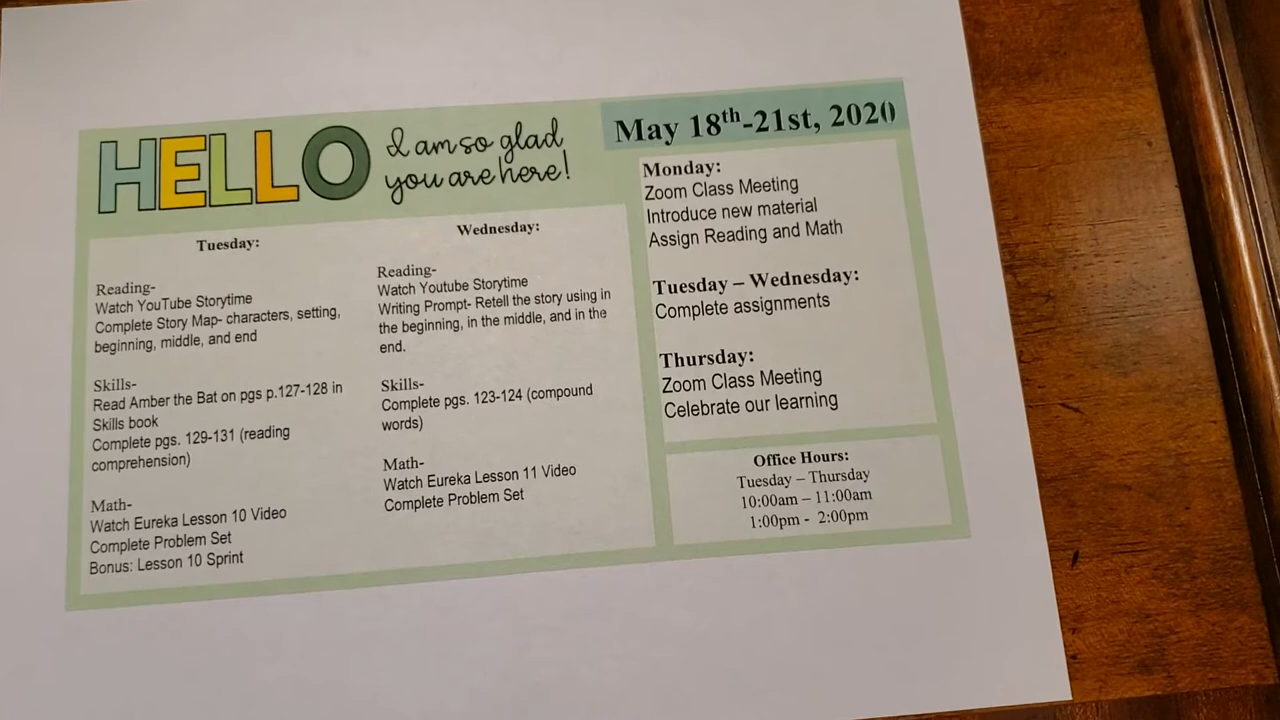 HELLO
I am so glad
you are here!
May 18th-21st, 2020
Tuesday:
Reading-
Watch YouTube Storytime
Complete Story Map- characters, setting,
beginning, middle, and end
Skills-
Read Amber the Bat on pgs p.127-128 in
Skills book
Complete pgs. 129-131 (reading
comprehension)
Math-
Watch Eureka Lesson 10 Video
Complete Problem Set
Bonus: Lesson 10 Sprint
Wednesday:
Reading-
Watch Youtube Storytime
Writing Prompt- Retell the story using in
the beginning, in the middle, and in the
end.
Skills-
Complete pgs. 123-124 (compound
words)
Math-
Watch Eureka Lesson 11 Video
Complete Problem Set
Monday:
Zoom Class Meeting
Introduce new material
Assign Reading and Math
Tuesday – Wednesday:
Complete assignments
Thursday:
Zoom Class Meeting
Celebrate our learning
Office Hours:
Tuesday – Thursday
10:00am – 11:00am
1:00pm - 2:00pm